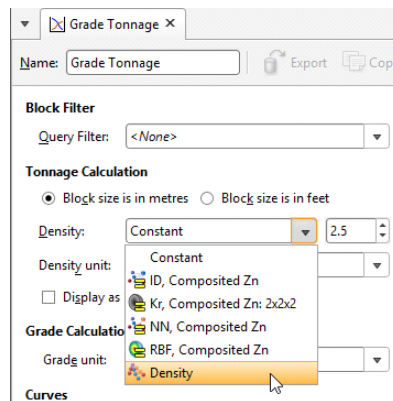 Grade Tonnage
Name: Grade Tonnage Export Cop
Block Filter
Query Filter: <None>
Tonnage Calculation
Block size is in metres Block size is in feet
Density: Constant 2.5
Constant
Density unit:
ID, Composited Zn
Display as
Kr, Composited Zn: 2x2x2
NN, Composited Zn
Grade Calculatio
RBF, Composited Zn
Grade unit:
Density
Curves